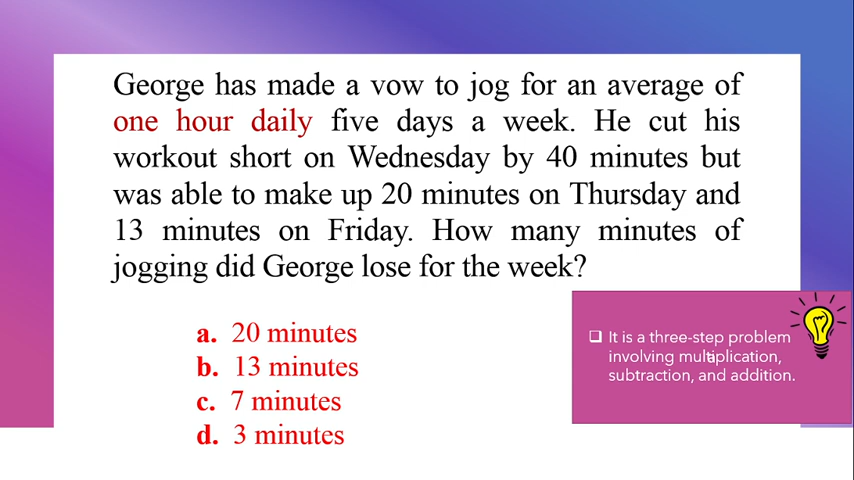 George has made a vow to jog for an average of
one hour daily five days a week. He cut his
workout short on Wednesday by 40 minutes but
was able to make up 20 minutes on Thursday and
13 minutes on Friday. How many minutes of
jogging did George lose for the week?
a. 20 minutes
b. 13 minutes
c. 7 minutes
d. 3 minutes
❑ It is a three-step problem
involving multiplication,
subtraction, and addition.